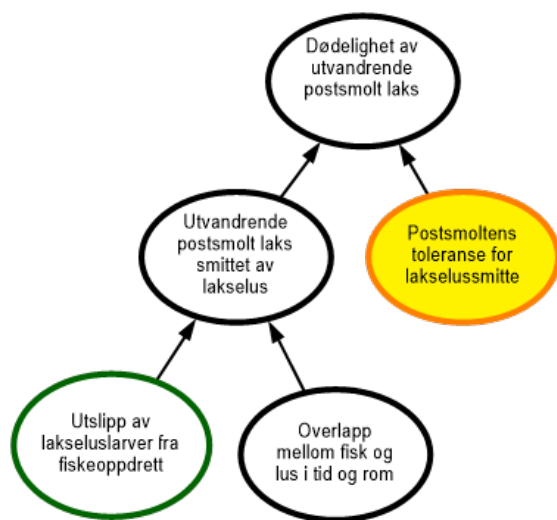 Dødelighet av
utvandrende
postsmolt laks
Utvandrende
postsmolt laks
smittet av
lakselus
Postsmoltens
toleranse for
lakselussmitte
Utslipp av
lakseluslarver fra
fiskeoppdrett
Overlapp
mellom fisk og
lus i tid og rom